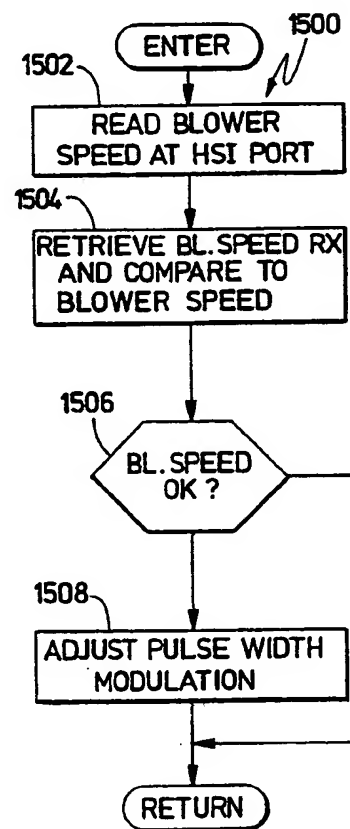 ENTER
1500
1502
READ BLOWER
SPEED AT HSI PORT
1504
RETRIEVE BL.SPEED RX
AND COMPARE TO
BLOWER SPEED
1506
BL.SPEED
OK?
1508
ADJUST PULSE WIDTH
MODULATION
RETURN